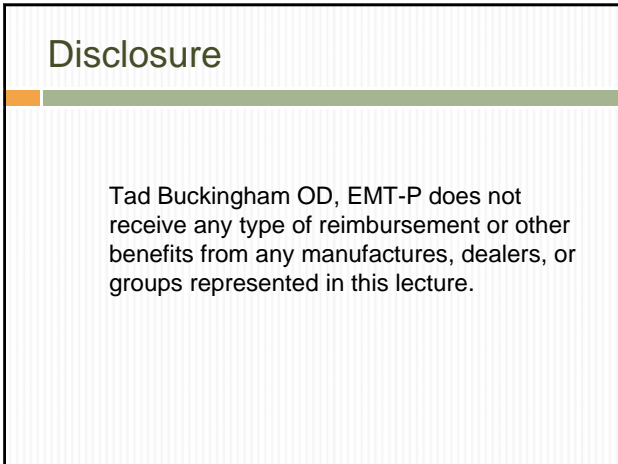 Disclosure
Tad Buckingham OD, EMT-P does not
receive any type of reimbursement or other
benefits from any manufactures, dealers, or
groups represented in this lecture.